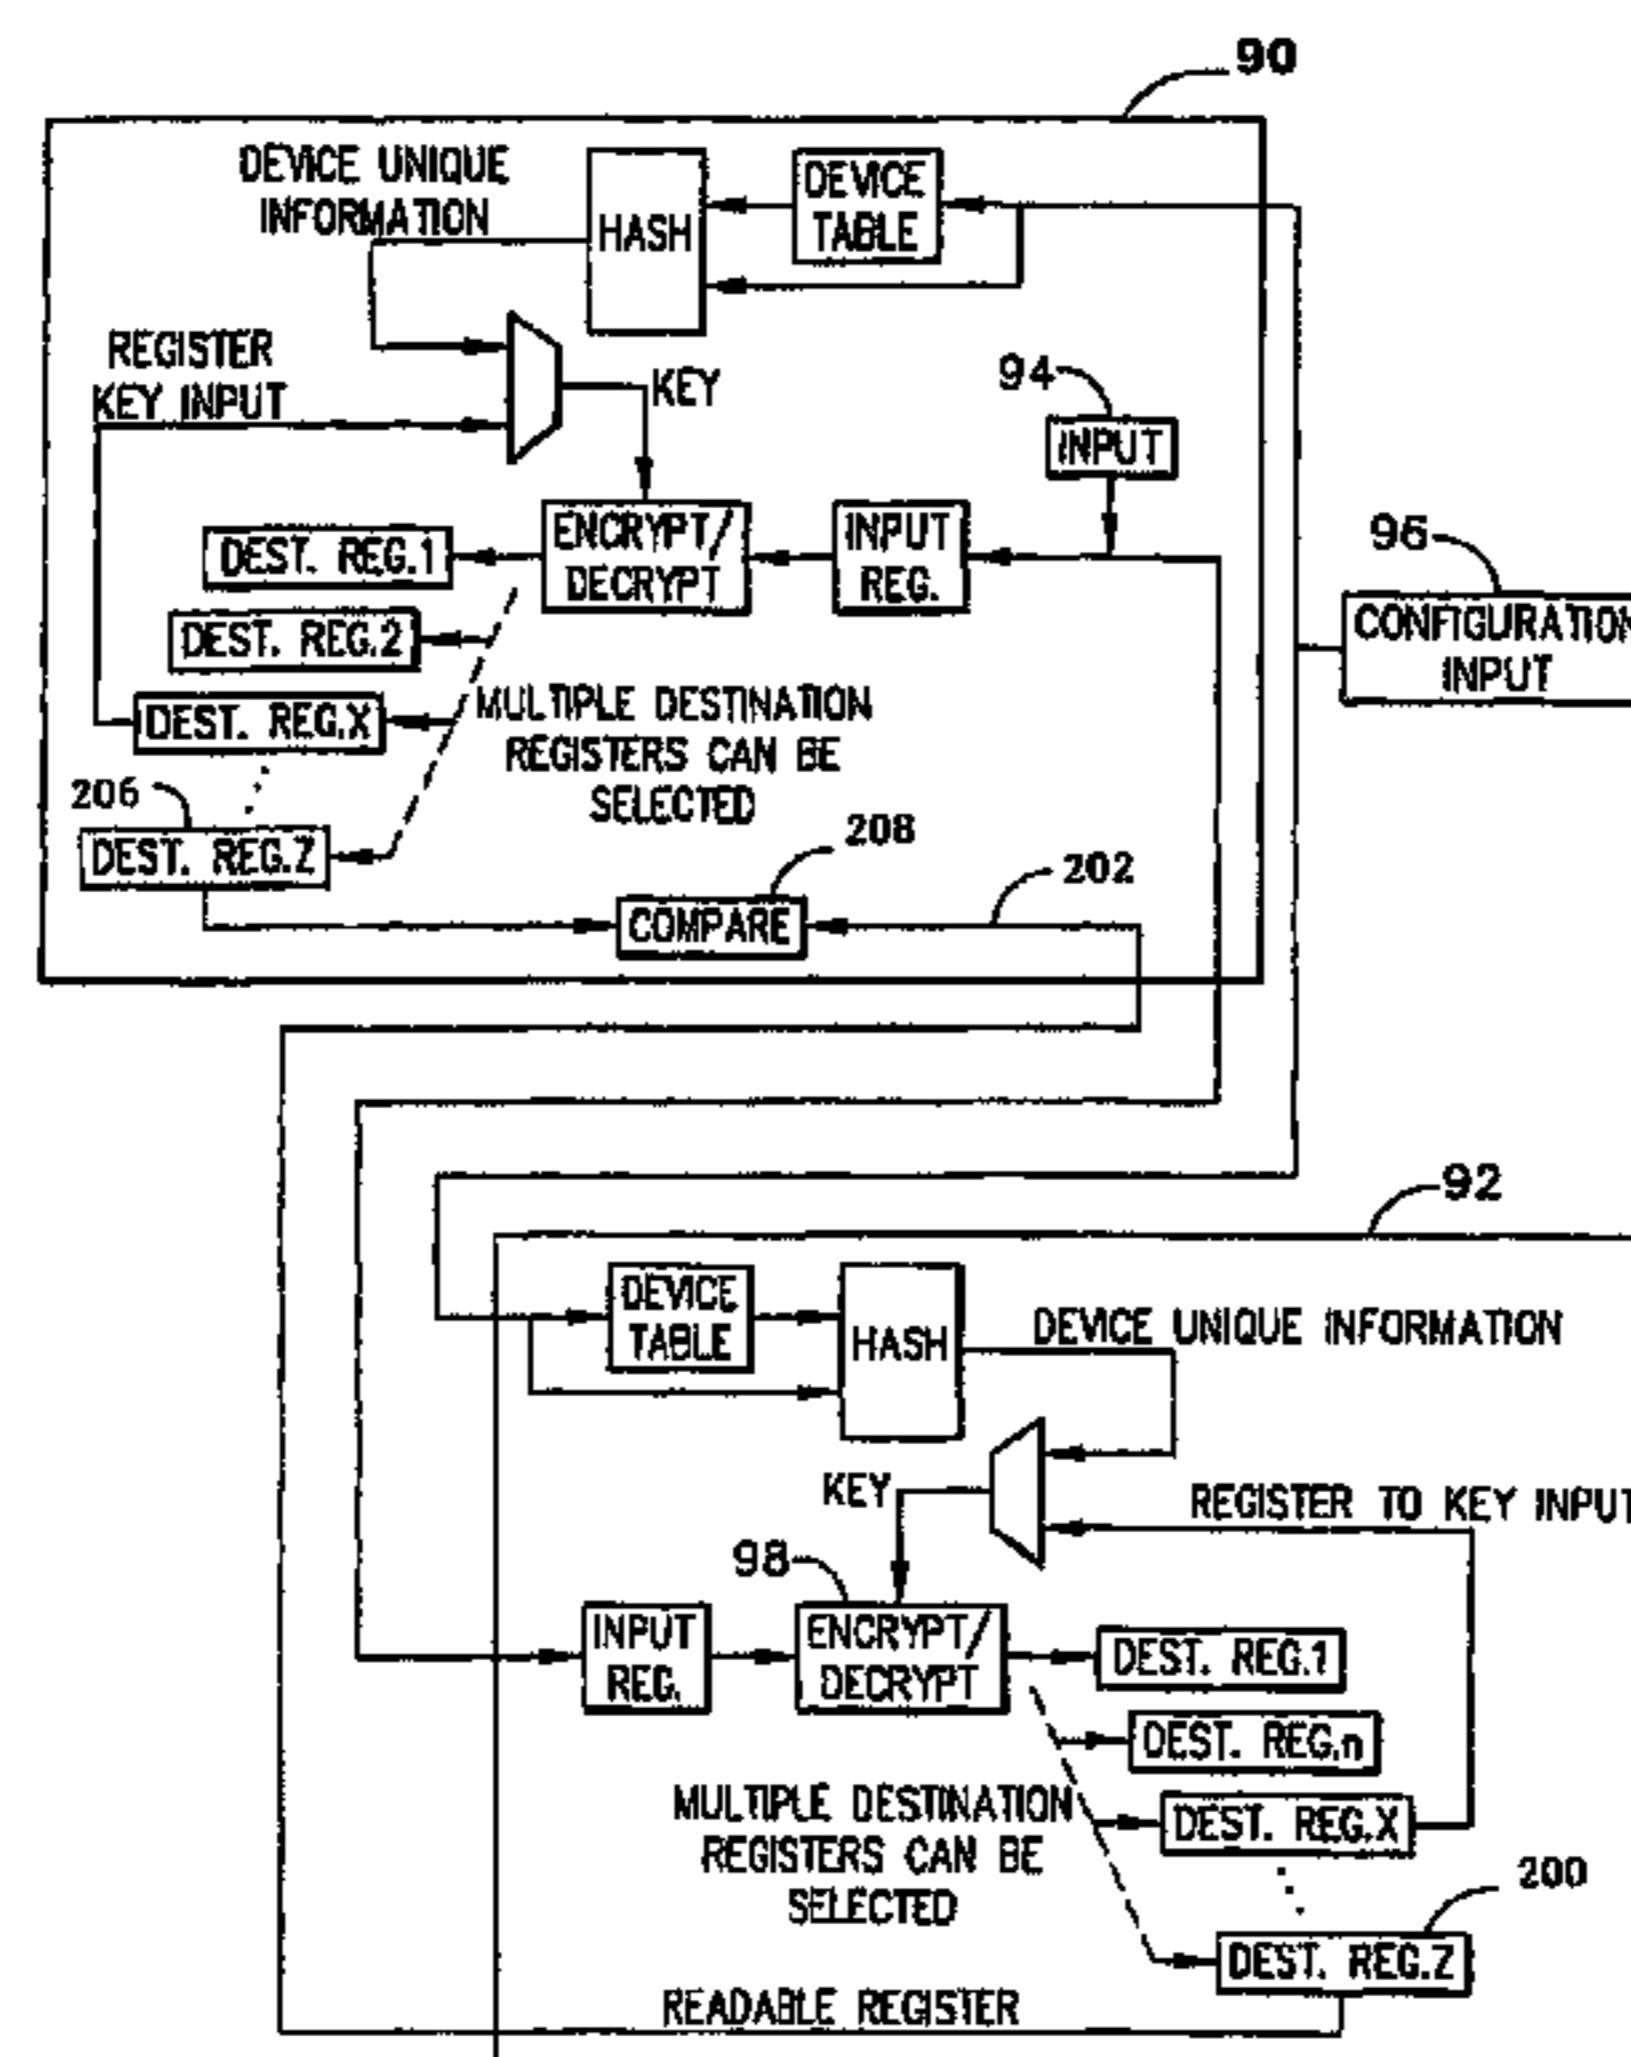 90
DEVICE UNIQUE
INFORMATION
HASH
DEVICE
TABLE
REGISTER
KEY INPUT
KEY
94
INPUT
ENCRYPT/
DECRYPT
INPUT
REG.
DEST. REG.1
DEST. REG.2
DEST. REG.X
96
CONFIGURATION
INPUT
MULTIPLE DESTINATION
REGISTERS CAN BE
SELECTED
206
DEST. REG.Z
208
COMPARE
202
92
DEVICE
TABLE
HASH
DEVICE UNIQUE INFORMATION
KEY
REGISTER TO KEY INPUT
98
INPUT
REG.
ENCRYPT/
DECRYPT
DEST. REG.1
DEST. REG.n
DEST. REG.X
MULTIPLE DESTINATION
REGISTERS CAN BE
SELECTED
200
DEST. REG.Z
READABLE REGISTER